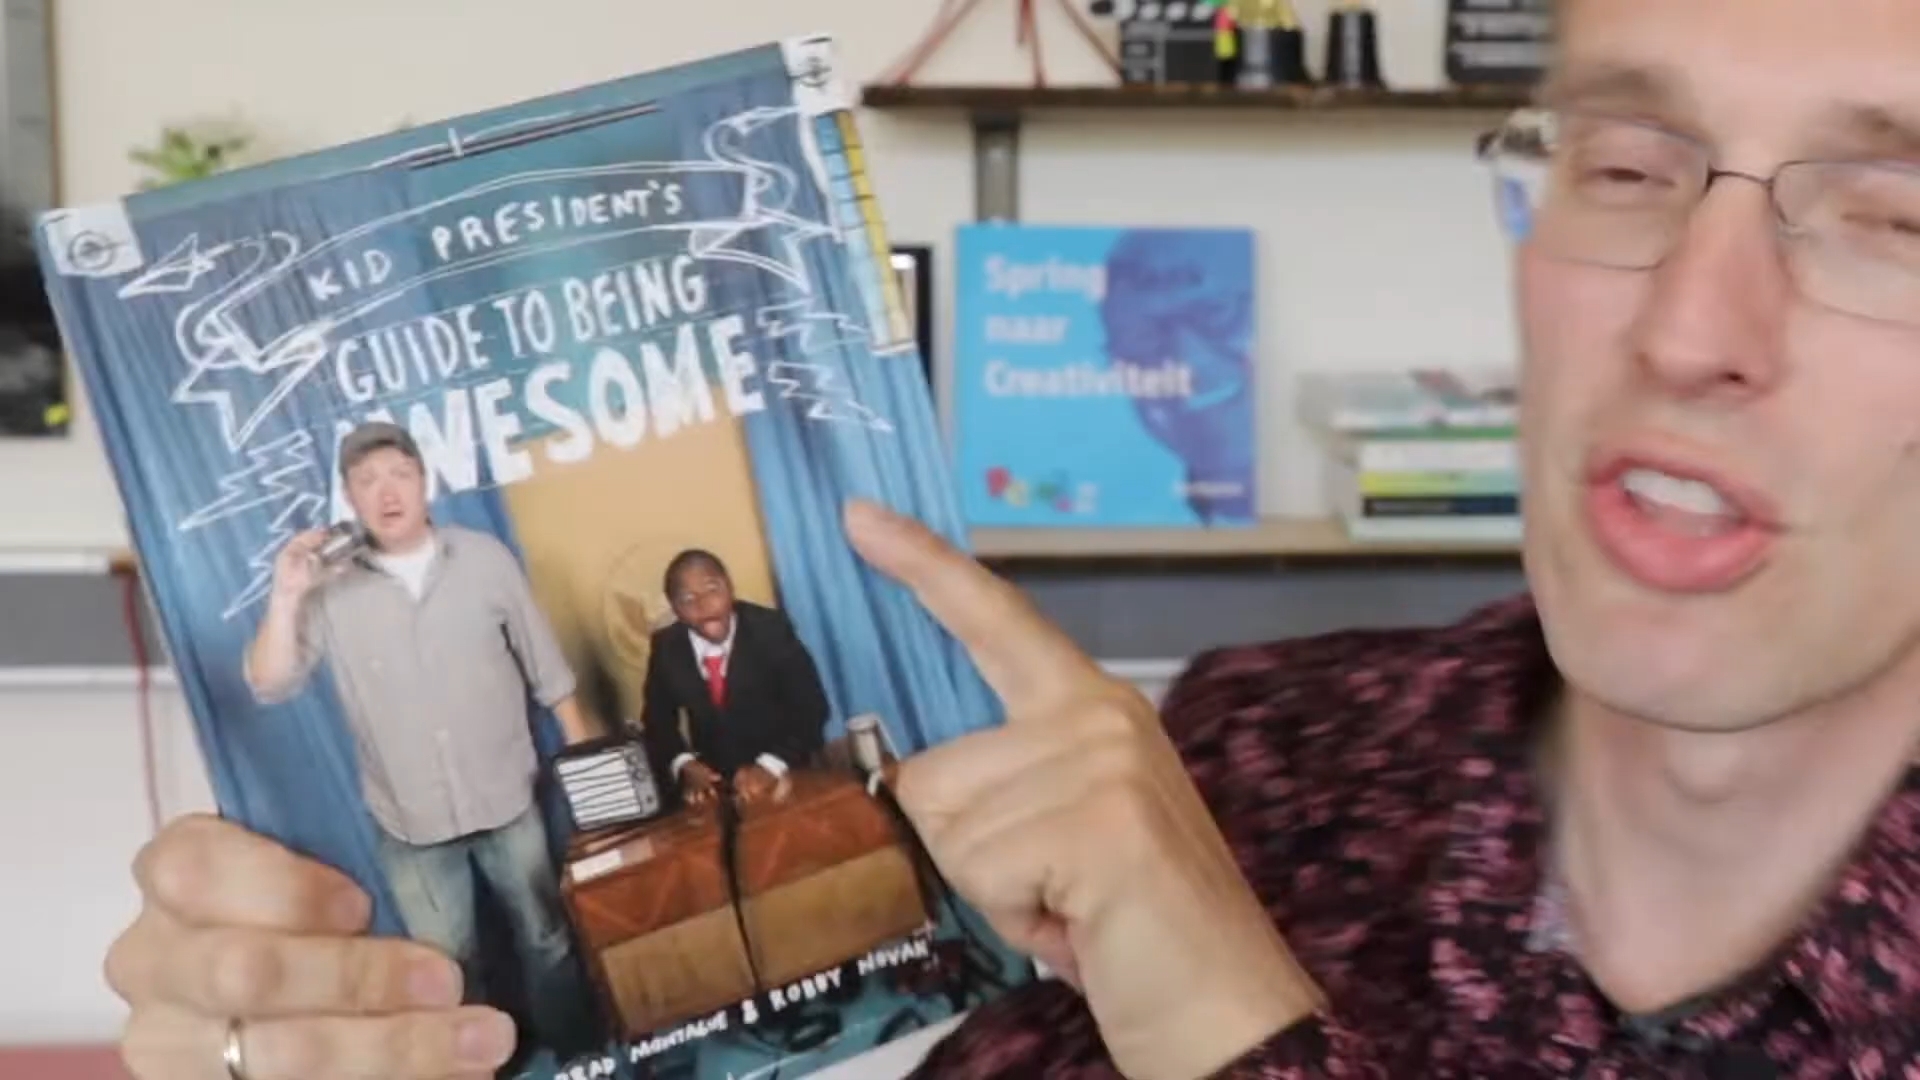 KID PRESIDENT'S
GUIDE TO BEING
AWESOME
BRAD MONTAGUE & ROBBY NOVAK
Spring
naar
Creativiteit